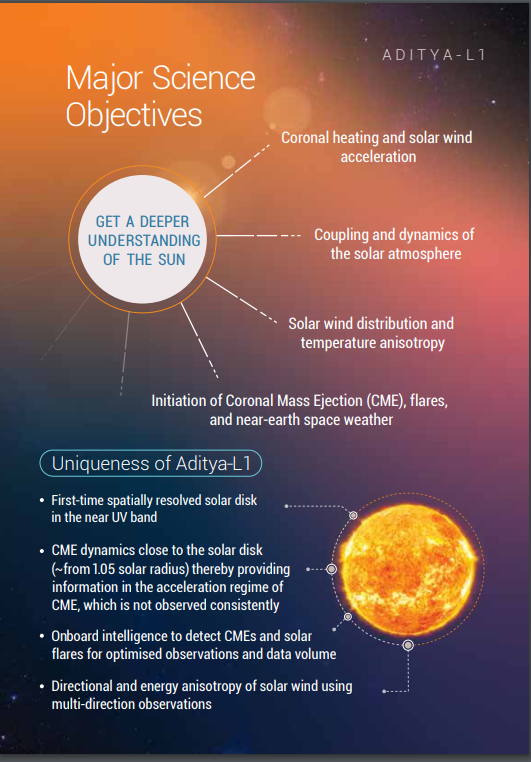 ADITYA-L1
Major Science
Objectives
Coronal heating and solar wind
acceleration
GET A DEEPER
UNDERSTANDING
OF THE SUN
Coupling and dynamics of
the solar atmosphere
Solar wind distribution and
temperature anisotropy
Initiation of Coronal Mass Ejection (CME), flares,
and near-earth space weather
Uniqueness of Aditya-L1
• First-time spatially resolved solar disk
in the near UV band
• CME dynamics close to the solar disk
(~from 1.05 solar radius) thereby providing
information in the acceleration regime of
CME, which is not observed consistently
• Onboard intelligence to detect CMEs and solar
flares for optimised observations and data volume
• Directional and energy anisotropy of solar wind using
multi-direction observations